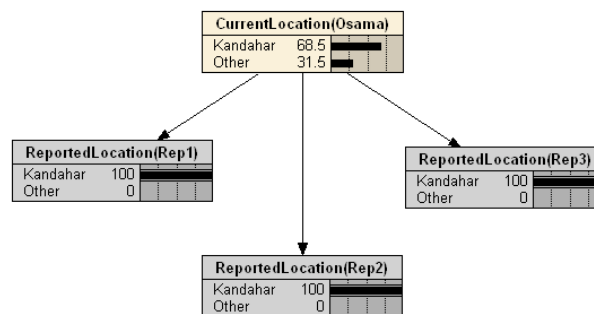 CurrentLocation(Osama)
Kandahar 68.5
Other 31.5
ReportedLocation(Rep1)
Kandahar 100
Other 0
ReportedLocation(Rep3)
Kandahar 100
Other 0
ReportedLocation(Rep2)
Kandahar 100
Other 0